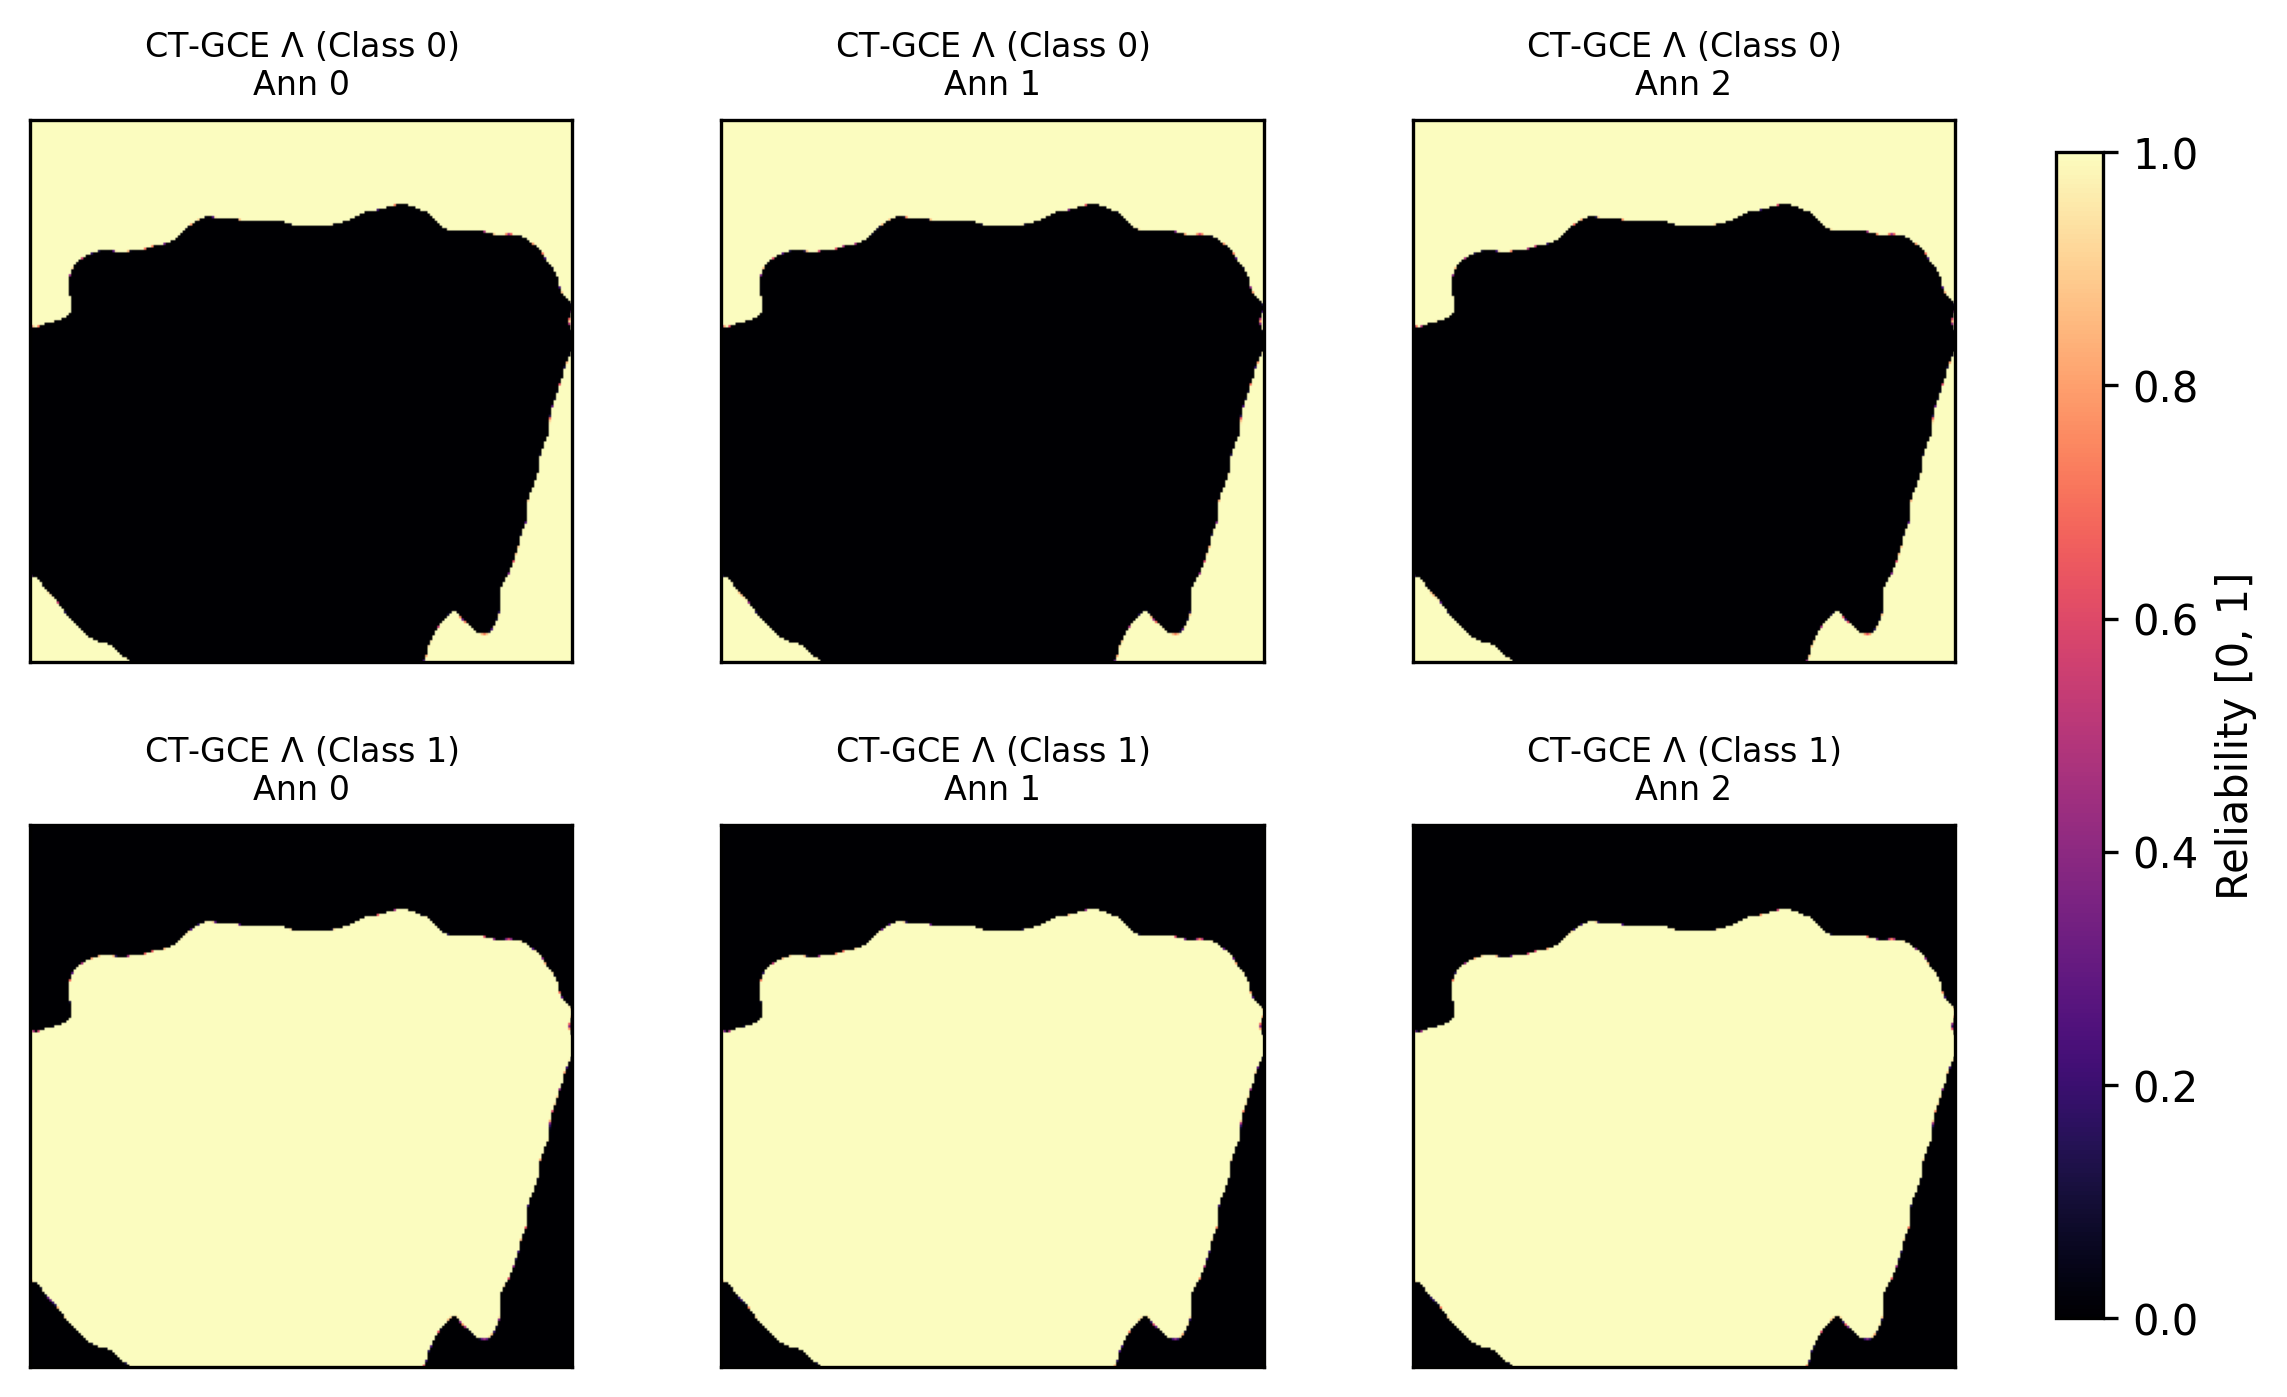 CT-GCE Λ (Class 0)
Ann 0
CT-GCE Λ (Class 0)
Ann 1
CT-GCE Λ (Class 0)
Ann 2
CT-GCE Λ (Class 1)
Ann 0
CT-GCE Λ (Class 1)
Ann 1
CT-GCE Λ (Class 1)
Ann 2
1.0
0.8
0.6
0.4
0.2
0.0
Reliability [0, 1]